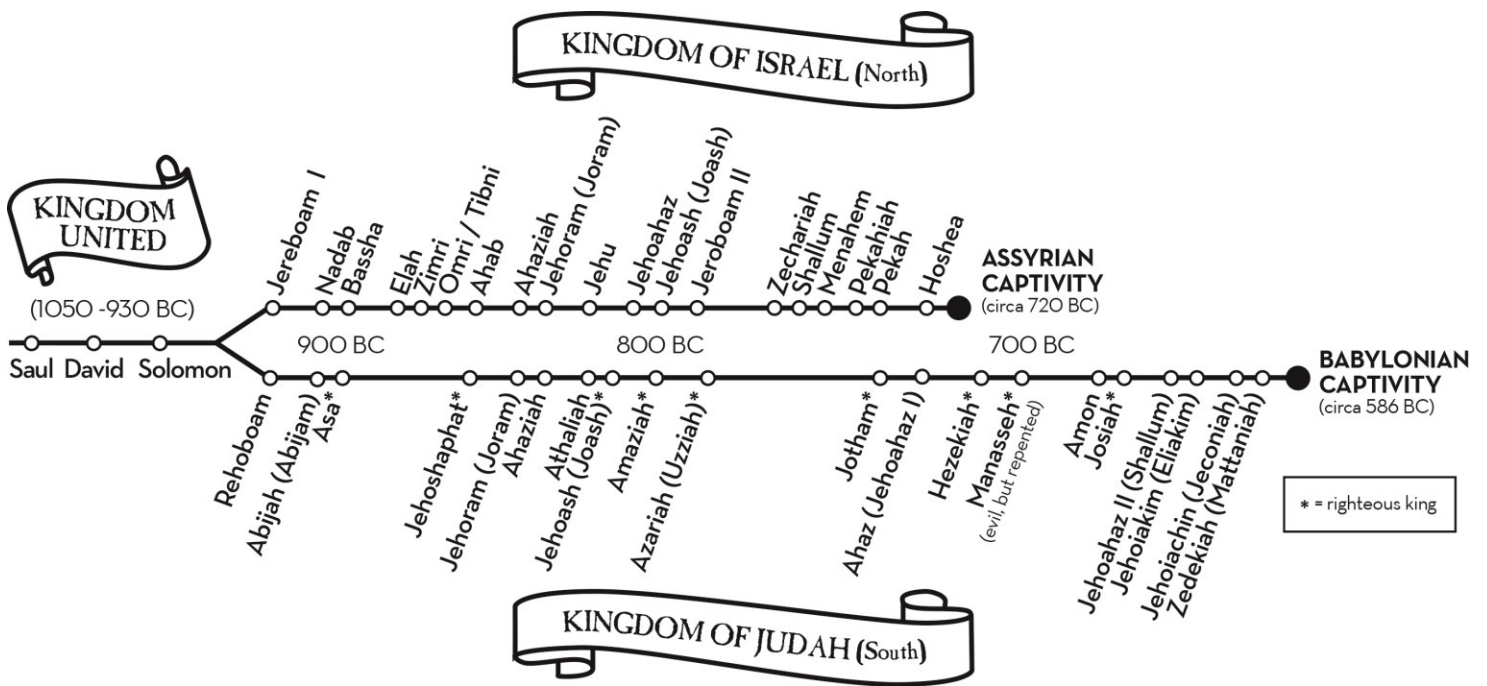 KINGDOM OF ISRAEL (North)
KINGDOM
UNITED
(1050 -930 BC)
Saul
David
Solomon
Jereboam I
Nadab
Bassha
Elah
Zimri
Omri / Tibni
Ahab
Ahaziah
Jehoram (Joram)
Jehu
Jehoahaz
Jehoash (Joash)
Jeroboam II
Zechariah
Shallum
Menahem
Pekahiah
Pekah
Hoshea
ASSYRIAN
CAPTIVITY
(circa 720 BC)
900 BC
800 BC
700 BC
Rehoboam
Abijah (Abijam)
Asa*
Jehoshaphat*
Jehoram (Joram)
Ahaziah
Athaliah
Jehoash (Joash)*
Amaziah*
Azariah (Uzziah)*
Jotham*
Ahaz (Jehoahaz I)
Hezekiah*
Manasseh*
(evil, but repented)
Amon
Josiah*
Jehoahaz II (Shallum)
Jehoiakim (Eliakim)
Jehoiachin (Jeconiah)
Zedekiah (Mattaniah)
BABYLONIAN
CAPTIVITY
(circa 586 BC)
* = righteous king
KINGDOM OF JUDAH (South)